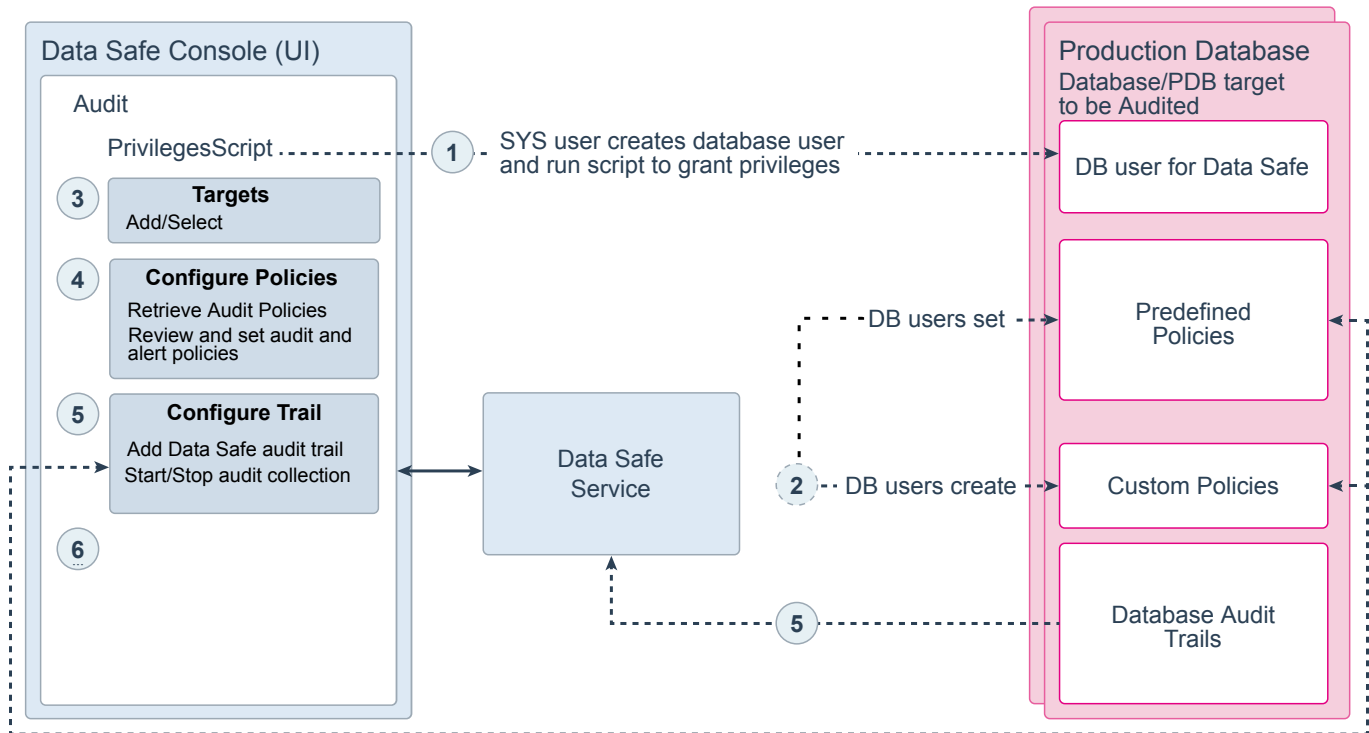 Data Safe Console (UI)
Audit
PrivilegesScript
1
SYS user creates database user
and run script to grant privileges
3
Targets
Add/Select
4
Configure Policies
Retrieve Audit Policies
Review and set audit and
alert policies
5
Configure Trail
Add Data Safe audit trail
Start/Stop audit collection
6
...
Data Safe
Service
DB users set
2
DB users create
5
Production Database
Database/PDB target
to be Audited
DB user for Data Safe
Predefined
Policies
Custom Policies
Database Audit
Trails